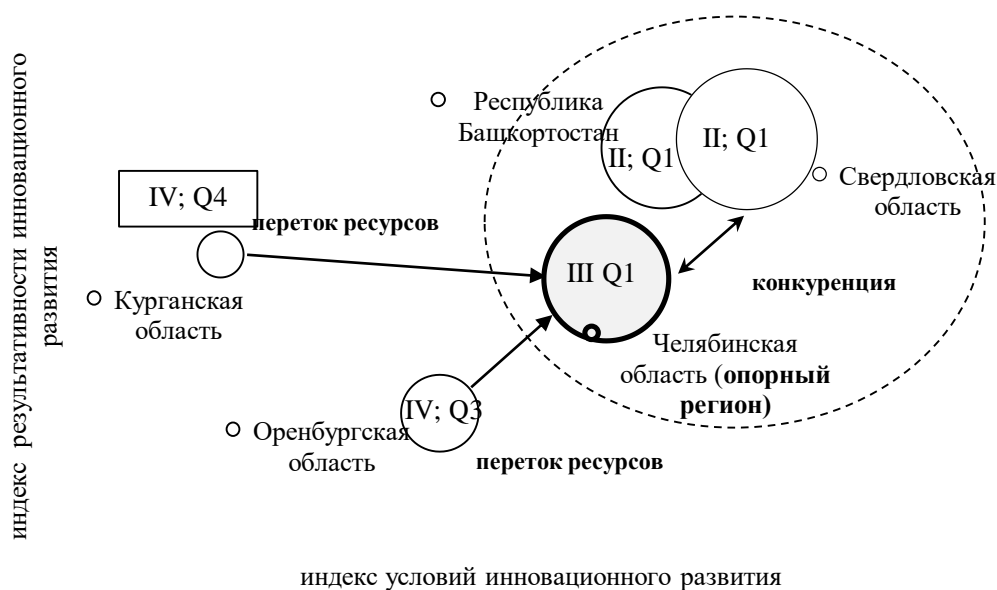 индекс результативности инновационного
развития
Республика
Башкортостан
II; Q1
II; Q1
Свердловская
область
IV; Q4
переток ресурсов
Курганская
область
III Q1
конкуренция
Челябинская
область (опорный
регион)
IV; Q3
Оренбургская
область
переток ресурсов
индекс условий инновационного развития